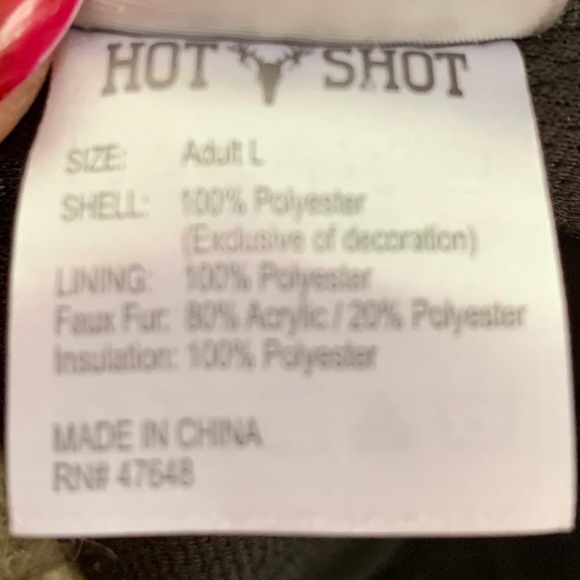 HOT SHOT
SIZE: Adult L
SHELL: 100% Polyester
(Exclusive of decoration)
LINING: 100% Polyester
Faux Fur: 80% Acrylic / 20% Polyester
Insulation: 100% Polyester
MADE IN CHINA
RN# 47648